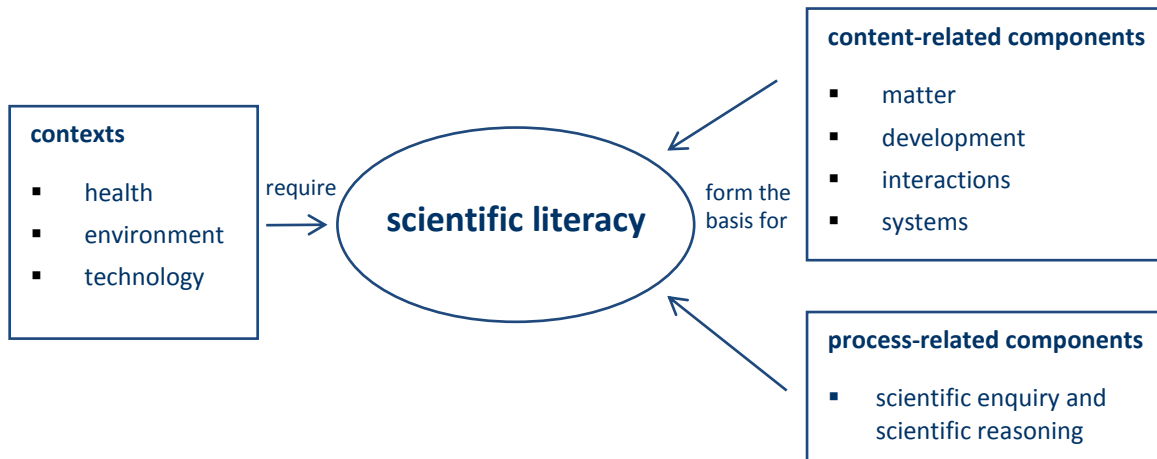 contexts
▪ health
▪ environment
▪ technology
require
scientific literacy
form the
basis for
content-related components
▪ matter
▪ development
▪ interactions
▪ systems
process-related components
▪ scientific enquiry and
scientific reasoning